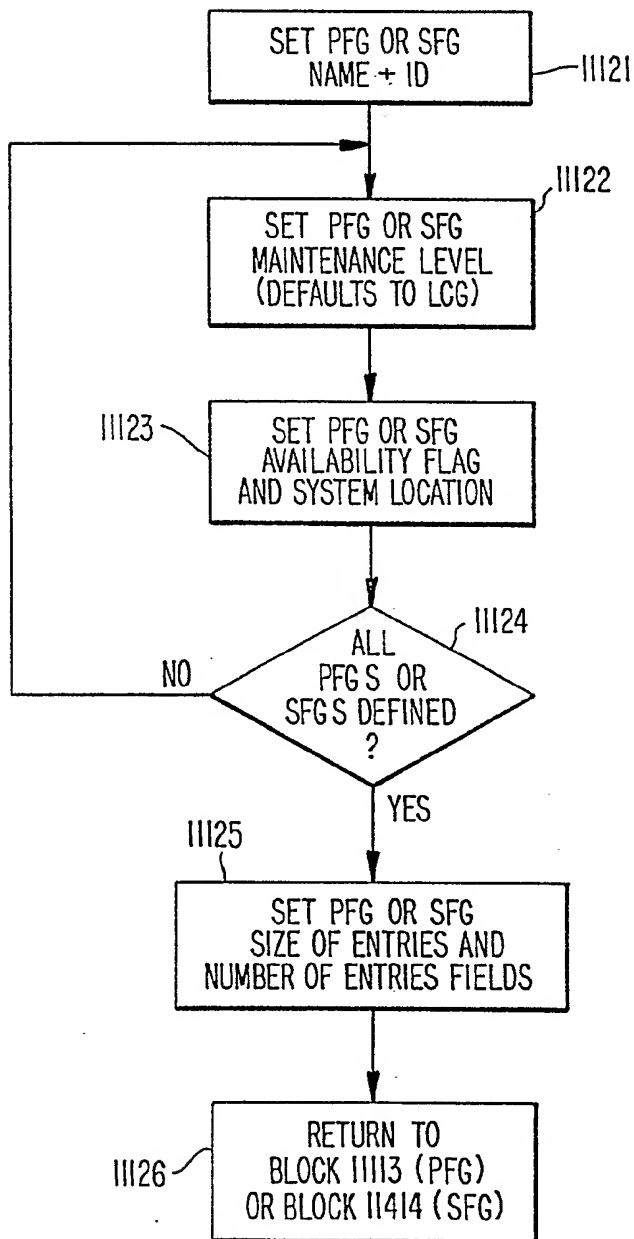 SET PFG OR SFG
NAME + ID
11121
11122
SET PFG OR SFG
MAINTENANCE LEVEL
(DEFAULTS TO LCG)
11123
SET PFG OR SFG
AVAILABILITY FLAG
AND SYSTEM LOCATION
11124
ALL
PFGS OR
SFGS DEFINED
?
NO
YES
11125
SET PFG OR SFG
SIZE OF ENTRIES AND
NUMBER OF ENTRIES FIELDS
11126
RETURN TO
BLOCK 11113 (PFG)
OR BLOCK 11414 (SFG)